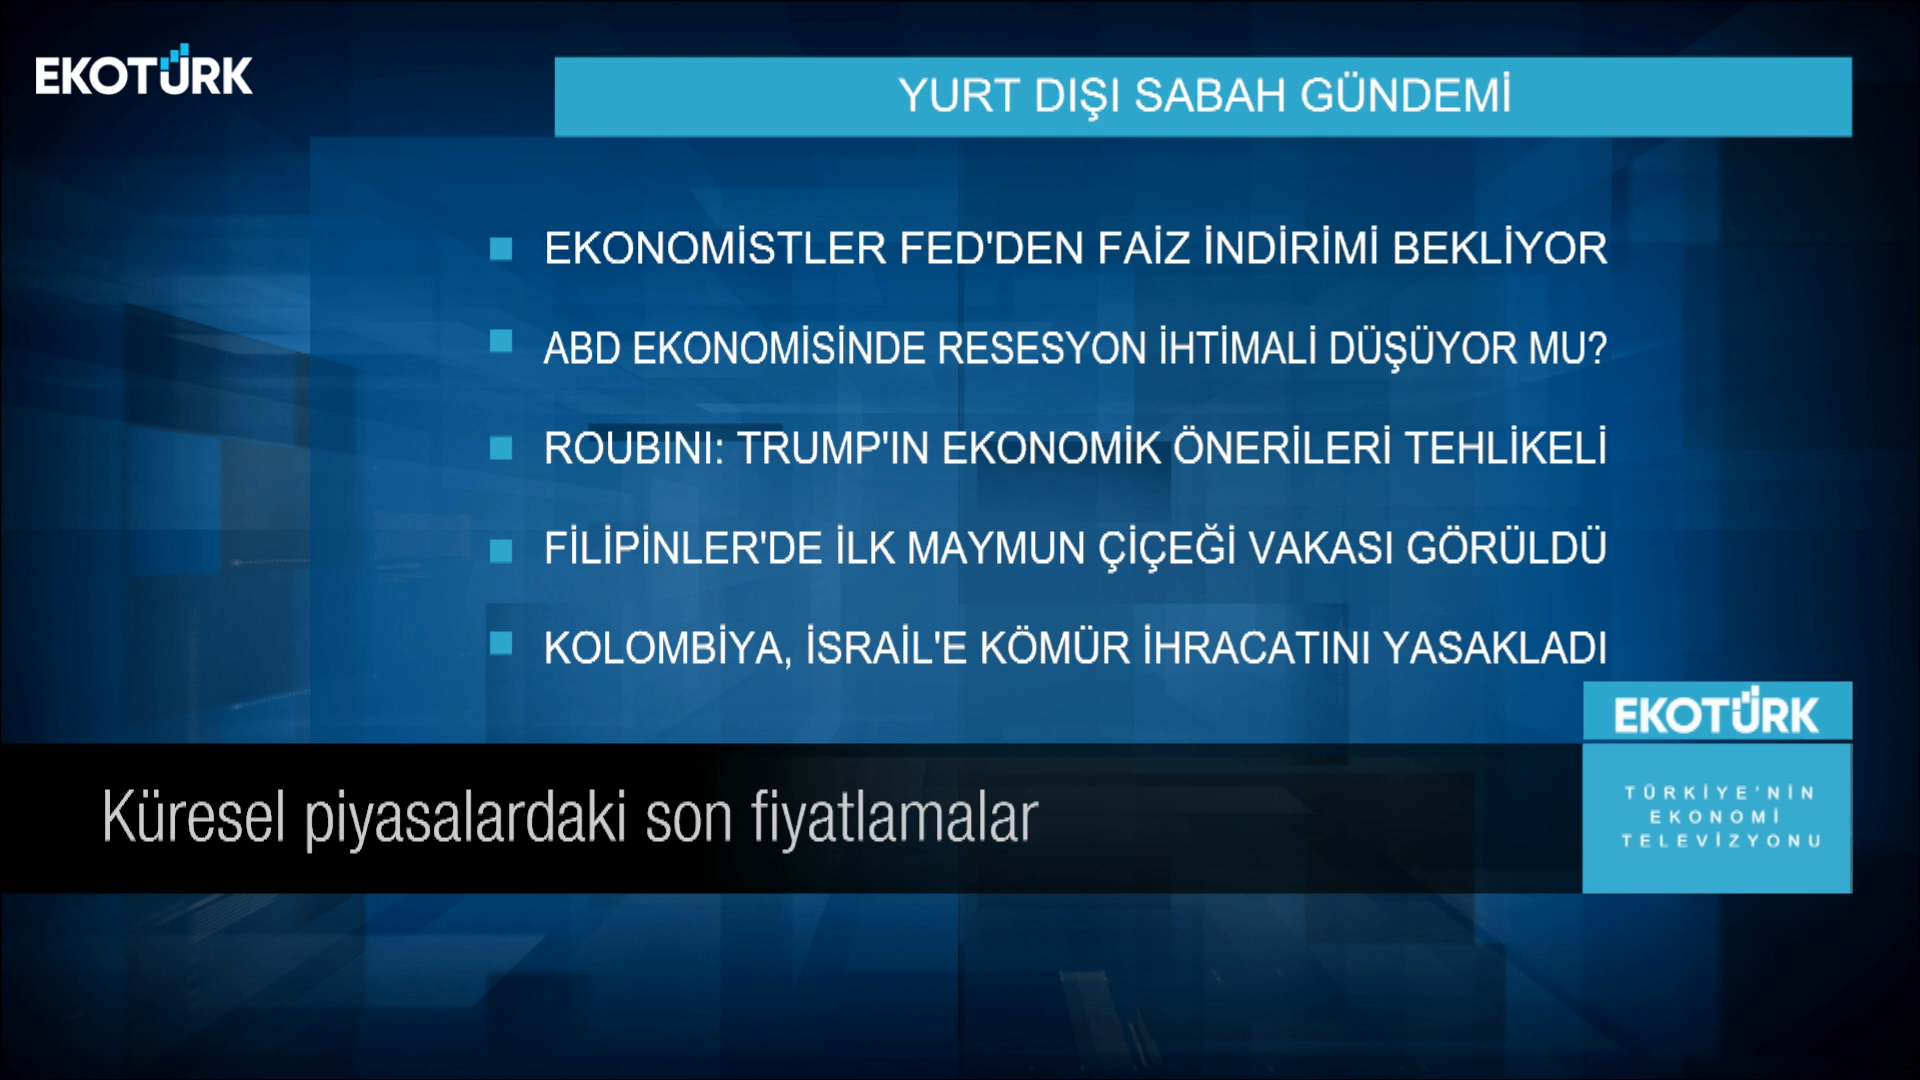 EKOTÜRK
YURT DIŞI SABAH GÜNDEMİ
EKONOMİSTLER FED'DEN FAİZ İNDİRİMİ BEKLİYOR
ABD EKONOMİSİNDE RESESYON İHTİMALİ DÜŞÜYOR MU?
ROUBINI: TRUMP'IN EKONOMİK ÖNERİLERİ TEHLİKELİ
FİLİPİNLER'DE İLK MAYMUN ÇİÇEĞİ VAKASI GÖRÜLDÜ
KOLOMBİYA, İSRAİL'E KÖMÜR İHRACATINI YASAKLADI
EKOTÜRK
Küresel piyasalardaki son fiyatlamalar
TÜRKİYE'NİN
EKONOMİ
TELEVİZYONU